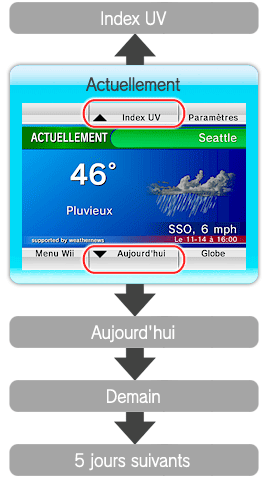 Index UV
Actuellement
Index UV Paramètres
ACTUELLEMENT Seattle
46°
Pluvieux
SSO, 6 mph
supported by weathernews Le 11-14 à 16:00
Menu Wii Aujourd'hui Globe
Aujourd'hui
Demain
5 jours suivants